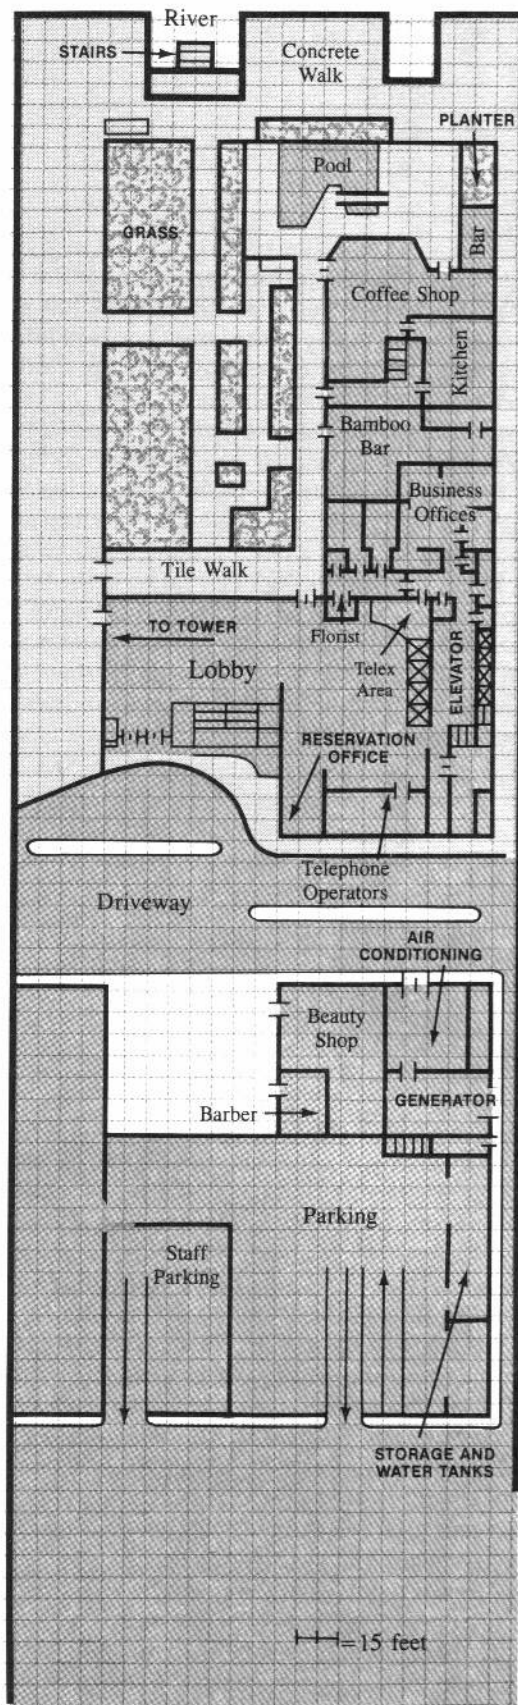 River
STAIRS
Concrete
Walk
PLANTER
Pool
GRASS
Bar
Coffee Shop
Kitchen
Bamboo
Bar
Business
Offices
Tile Walk
TO TOWER
Florist
Lobby
Telex
Area
ELEVATOR
RESERVATION
OFFICE
Telephone
Operators
Driveway
AIR
CONDITIONING
Beauty
Shop
GENERATOR
Barber
Parking
Staff
Parking
STORAGE AND
WATER TANKS
=15 feet